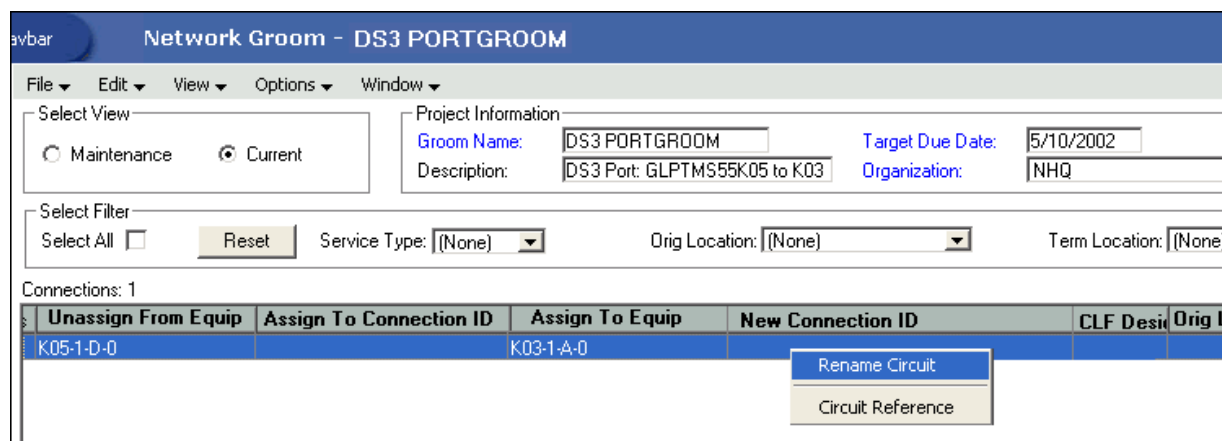 avbar
Network Groom - DS3 PORTGROOM
File Edit View Options Window
Select View
Maintenance Current
Project Information
Groom Name: DS3 PORTGROOM Target Due Date: 5/10/2002
Description: DS3 Port: GLPTMS55K05 to K03 Organization: NHQ
Select Filter
Select All Reset Service Type: (None) Orig Location: (None) Term Location: (None)
Connections: 1
s Unassign From Equip Assign To Connection ID Assign To Equip New Connection ID CLF Desig Orig L
K05-1-D-0 K03-1-A-0
Rename Circuit
Circuit Reference